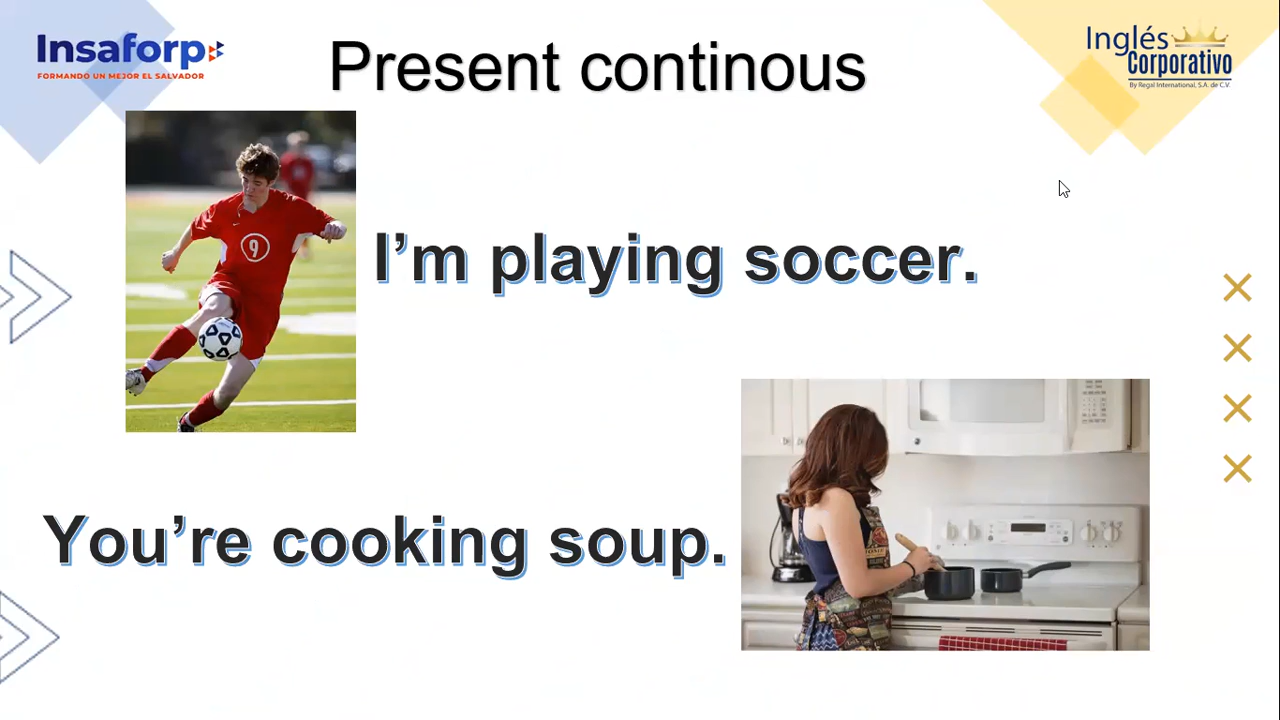 Insaforp
FORMANDO UN MEJOR EL SALVADOR
Present continous
Inglés
Corporativo
By Regal International, S.A. de C.V.
9
I'm playing soccer.
You're cooking soup.